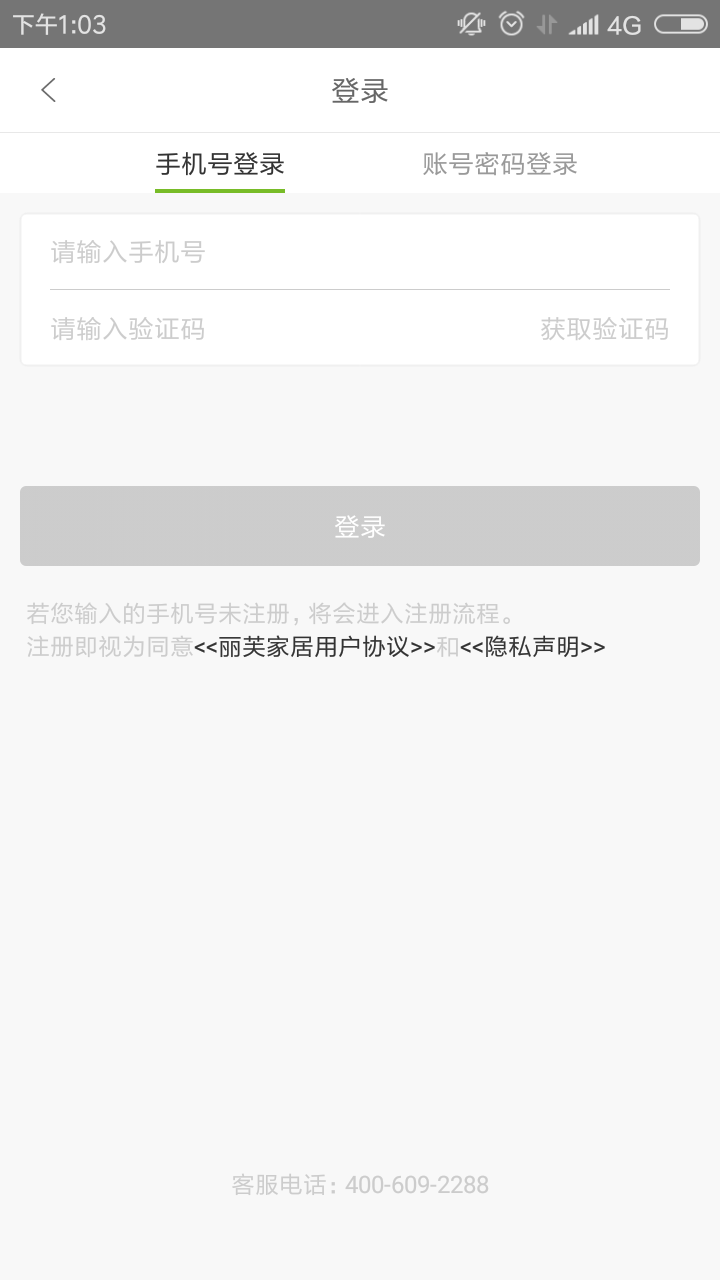 下午1:03 4G
登录
手机号登录 账号密码登录
请输入手机号
请输入验证码 获取验证码
登录
若您输入的手机号未注册，将会进入注册流程。
注册即视为同意<<丽芙家居用户协议>>和<<隐私声明>>
客服电话：400-609-2288